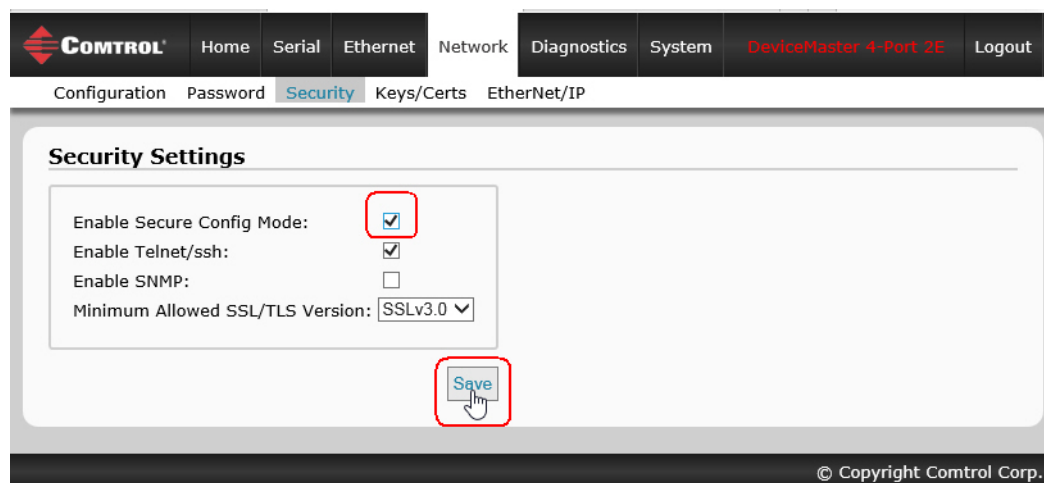 COMTROL Home Serial Ethernet Network Diagnostics System DeviceMaster 4-Port 2E Logout
Configuration Password Security Keys/Certs EtherNet/IP
Security Settings
Enable Secure Config Mode:
Enable Telnet/ssh:
Enable SNMP:
Minimum Allowed SSL/TLS Version: SSLv3.0
Save
© Copyright Comtrol Corp.